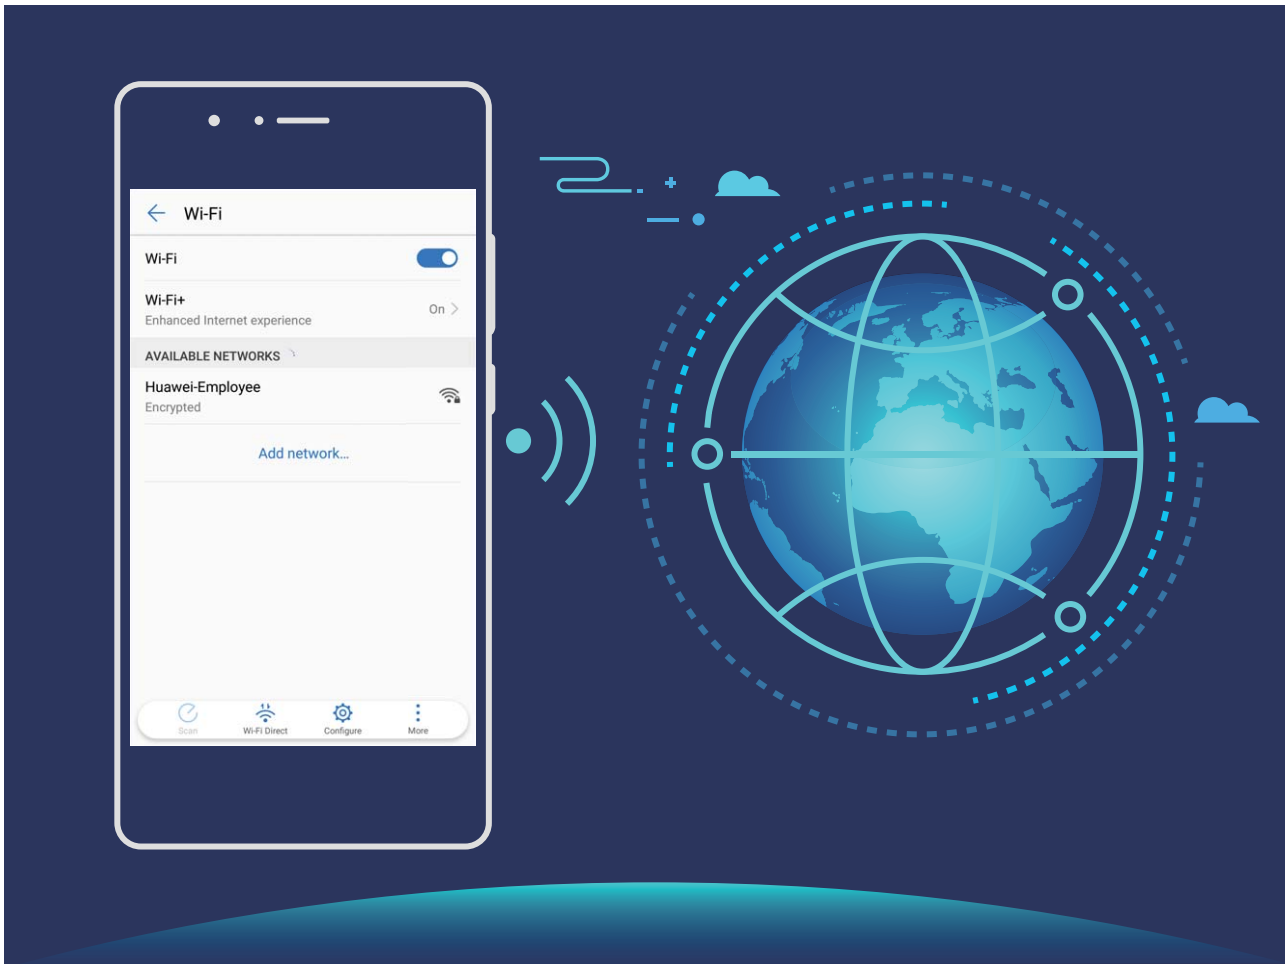 Wi-Fi
Wi-Fi
Wi-Fi+
Enhanced Internet experience
On
AVAILABLE NETWORKS
Huawei-Employee
Encrypted
Add network...
Scan
Wi-Fi Direct
Configure
More